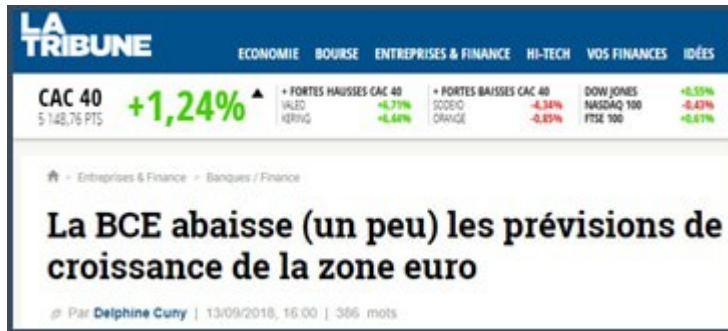 LA
TRIBUNE
ECONOMIE BOURSE ENTREPRISES & FINANCE HI-TECH VOS FINANCES IDÉES
CAC 40 +1,24%
5 148,76 PTS
+ FORTES HAUSSES CAC 40
VALEO +6,71%
KERING +4,44%
+ FORTES BAISSES CAC 40
SODEXO -4,34%
ORANGE -0,85%
DOW JONES +0,55%
NASDAQ 100 -0,43%
FTSE 100 +0,61%
Entreprises & Finance > Banques / Finance
La BCE abaisse (un peu) les prévisions de
croissance de la zone euro
Par Delphine Cuny | 13/09/2018, 16:00 | 386 mots